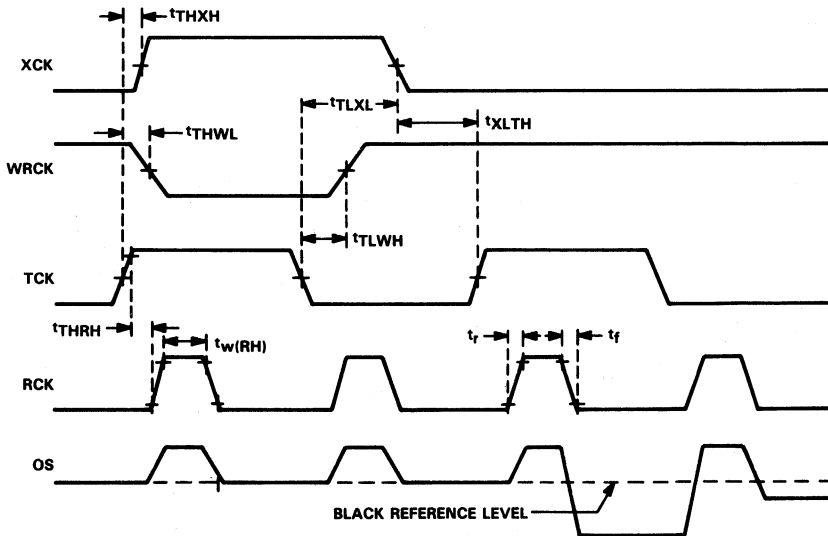 tTHXH
XCK
tTLXL
tXLTH
tTHWL
WRCK
tTLWH
TCK
tTHRH
tw(RH)
tr
tf
RCK
OS
BLACK REFERENCE LEVEL